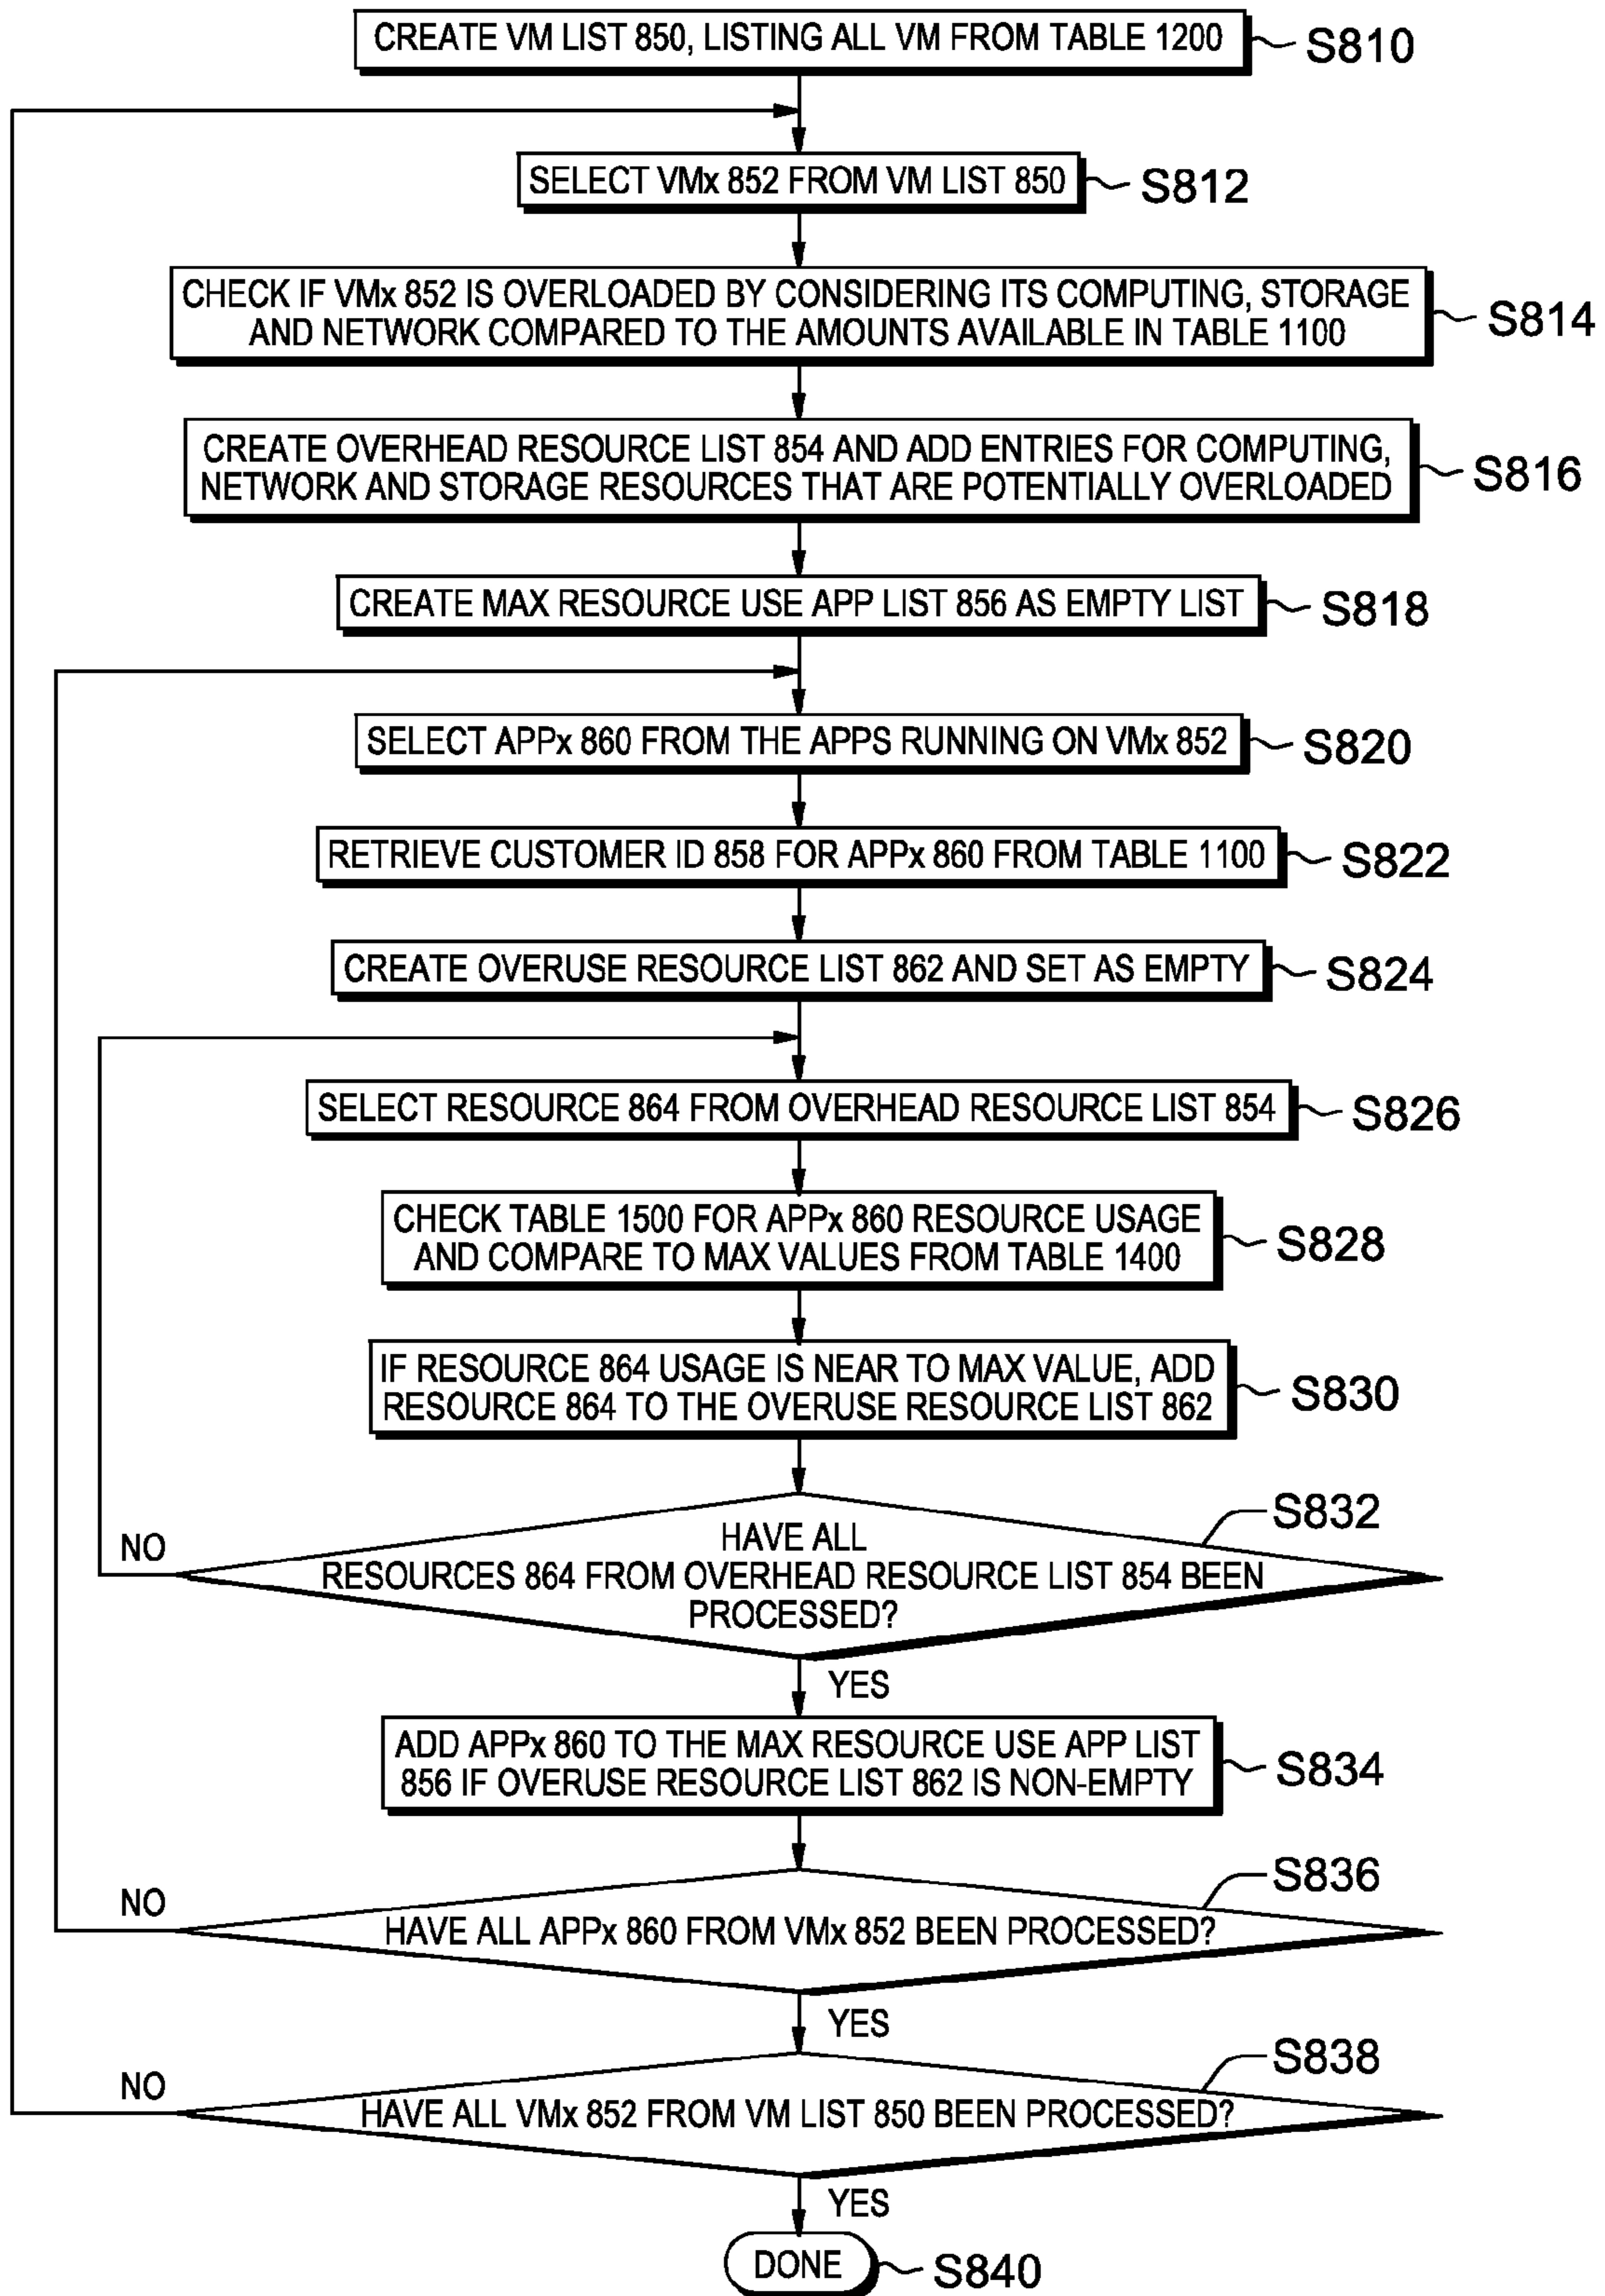 CREATE VM LIST 850, LISTING ALL VM FROM TABLE 1200
S810
SELECT VMx 852 FROM VM LIST 850
S812
CHECK IF VMx 852 IS OVERLOADED BY CONSIDERING ITS COMPUTING, STORAGE
AND NETWORK COMPARED TO THE AMOUNTS AVAILABLE IN TABLE 1100
S814
CREATE OVERHEAD RESOURCE LIST 854 AND ADD ENTRIES FOR COMPUTING,
NETWORK AND STORAGE RESOURCES THAT ARE POTENTIALLY OVERLOADED
S816
CREATE MAX RESOURCE USE APP LIST 856 AS EMPTY LIST
S818
SELECT APPx 860 FROM THE APPS RUNNING ON VMx 852
S820
RETRIEVE CUSTOMER ID 858 FOR APPx 860 FROM TABLE 1100
S822
CREATE OVERUSE RESOURCE LIST 862 AND SET AS EMPTY
S824
SELECT RESOURCE 864 FROM OVERHEAD RESOURCE LIST 854
S826
CHECK TABLE 1500 FOR APPx 860 RESOURCE USAGE
AND COMPARE TO MAX VALUES FROM TABLE 1400
S828
IF RESOURCE 864 USAGE IS NEAR TO MAX VALUE, ADD
RESOURCE 864 TO THE OVERUSE RESOURCE LIST 862
S830
HAVE ALL
RESOURCES 864 FROM OVERHEAD RESOURCE LIST 854 BEEN
PROCESSED?
S832
NO
YES
ADD APPx 860 TO THE MAX RESOURCE USE APP LIST
856 IF OVERUSE RESOURCE LIST 862 IS NON-EMPTY
S834
HAVE ALL APPx 860 FROM VMx 852 BEEN PROCESSED?
S836
NO
YES
HAVE ALL VMx 852 FROM VM LIST 850 BEEN PROCESSED?
S838
NO
YES
DONE
S840